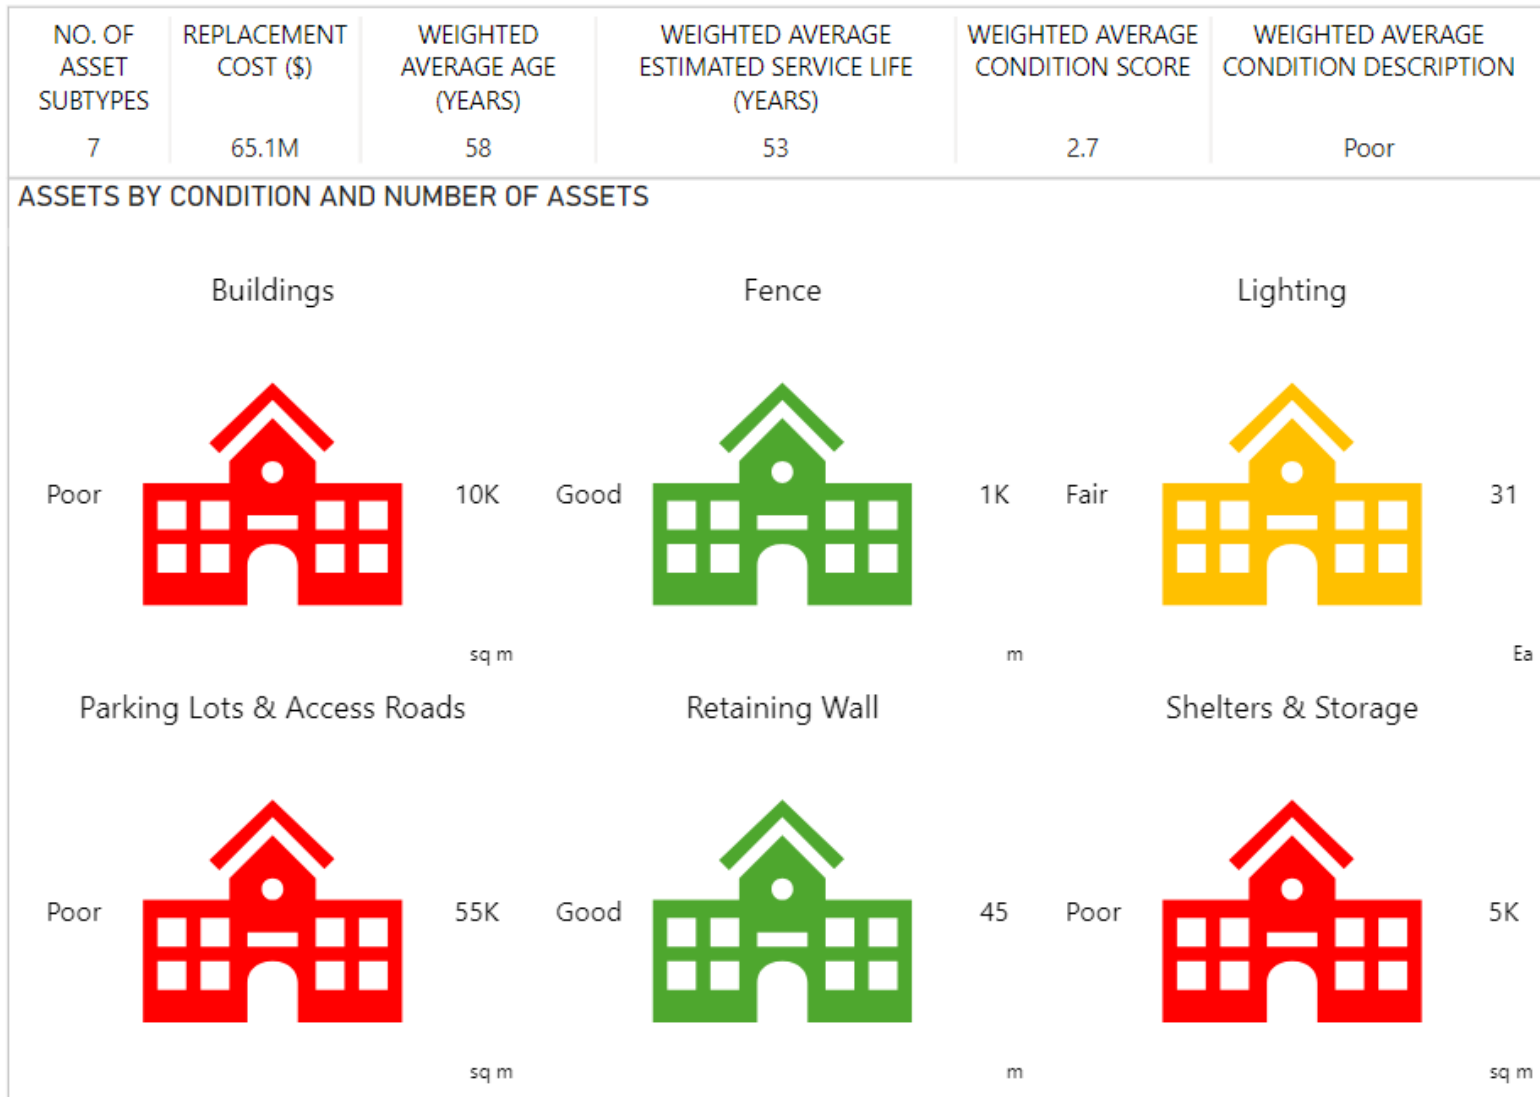 NO. OF
ASSET
SUBTYPES
7
REPLACEMENT
COST ($)
65.1M
WEIGHTED
AVERAGE AGE
(YEARS)
58
WEIGHTED AVERAGE
ESTIMATED SERVICE LIFE
(YEARS)
53
WEIGHTED AVERAGE
CONDITION SCORE
2.7
WEIGHTED AVERAGE
CONDITION DESCRIPTION
Poor
ASSETS BY CONDITION AND NUMBER OF ASSETS
Buildings
Poor
10K
sq m
Fence
Good
1K
m
Lighting
Fair
31
Ea
Parking Lots & Access Roads
Poor
55K
sq m
Retaining Wall
Good
45
m
Shelters & Storage
Poor
5K
sq m